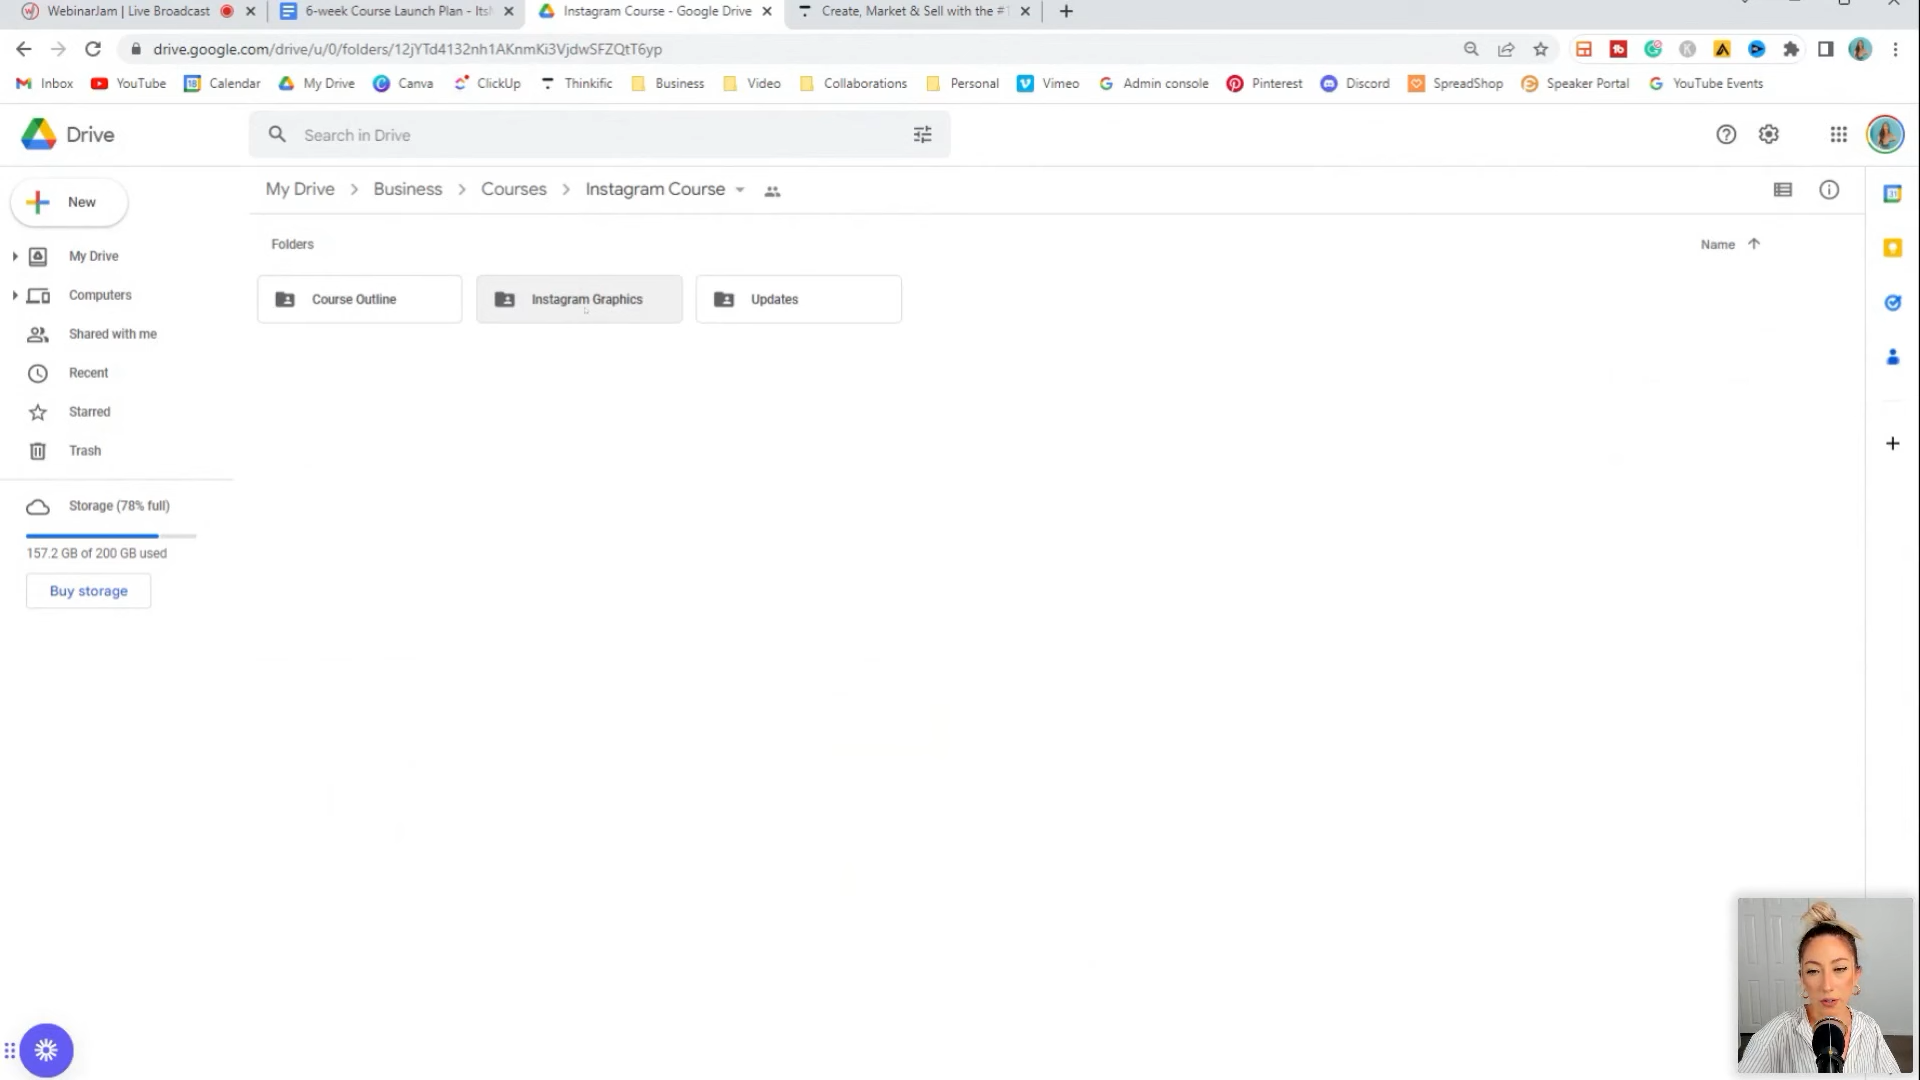 WebinarJam | Live Broadcast
6-week Course Launch Plan - Its
Instagram Course - Google Drive
Create, Market & Sell with the #1
drive.google.com/drive/u/0/folders/12jYTd4132nh1AKnmKi3VjdwSFZQtT6yp
Inbox
YouTube
Calendar
My Drive
Canva
ClickUp
Thinkific
Business
Video
Collaborations
Personal
Vimeo
Admin console
Pinterest
Discord
SpreadShop
Speaker Portal
YouTube Events
Drive
Search in Drive
New
My Drive
Computers
Shared with me
Recent
Starred
Trash
Storage (78% full)
157.2 GB of 200 GB used
Buy storage
My Drive > Business > Courses > Instagram Course
Folders
Name
Course Outline
Instagram Graphics
Updates